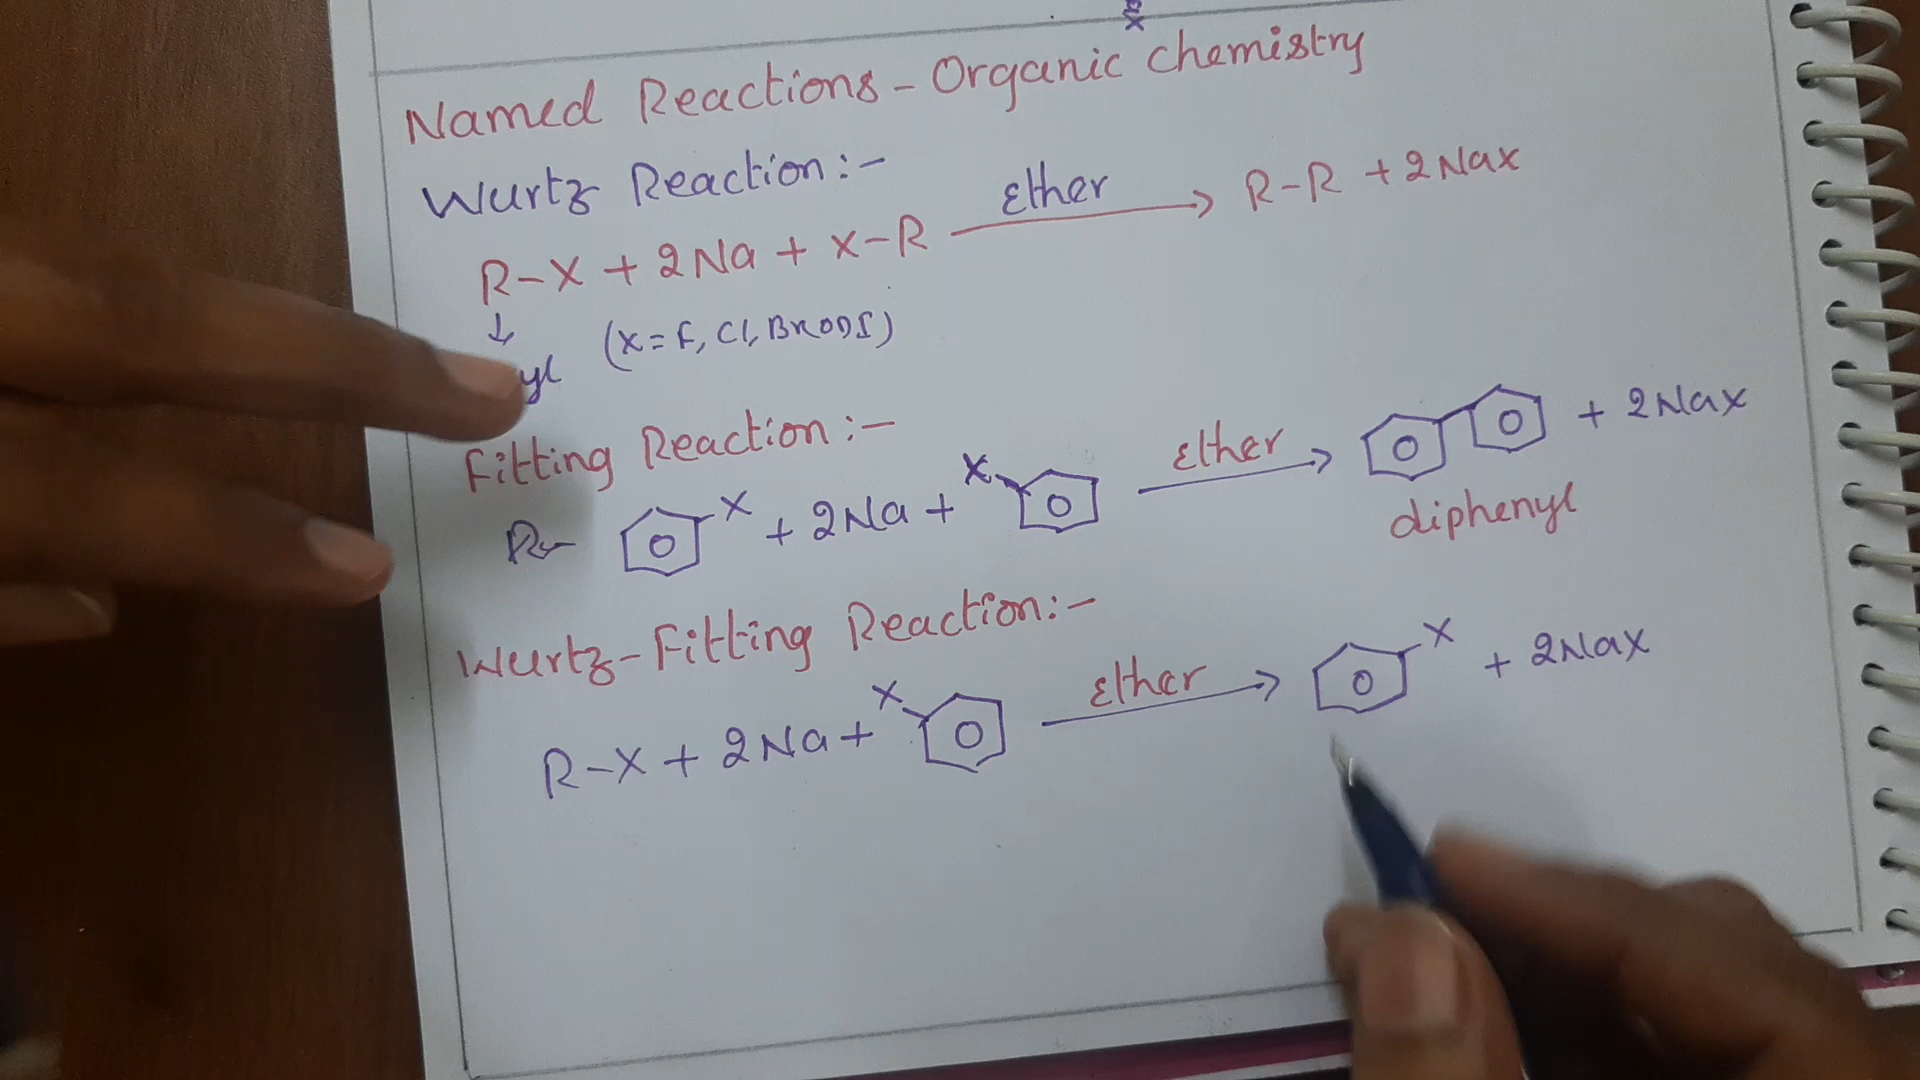 Named Reactions - Organic Chemistry
Wurtz Reaction :-
R-X + 2Na + X-R Ether → R-R + 2NaX
↓
(X = F, Cl, Br or I)
Fitting Reaction :-
X + 2Na + X Ether → + 2NaX
diphenyl
Wurtz-Fitting Reaction :-
R-X + 2Na + X Ether → X + 2NaX